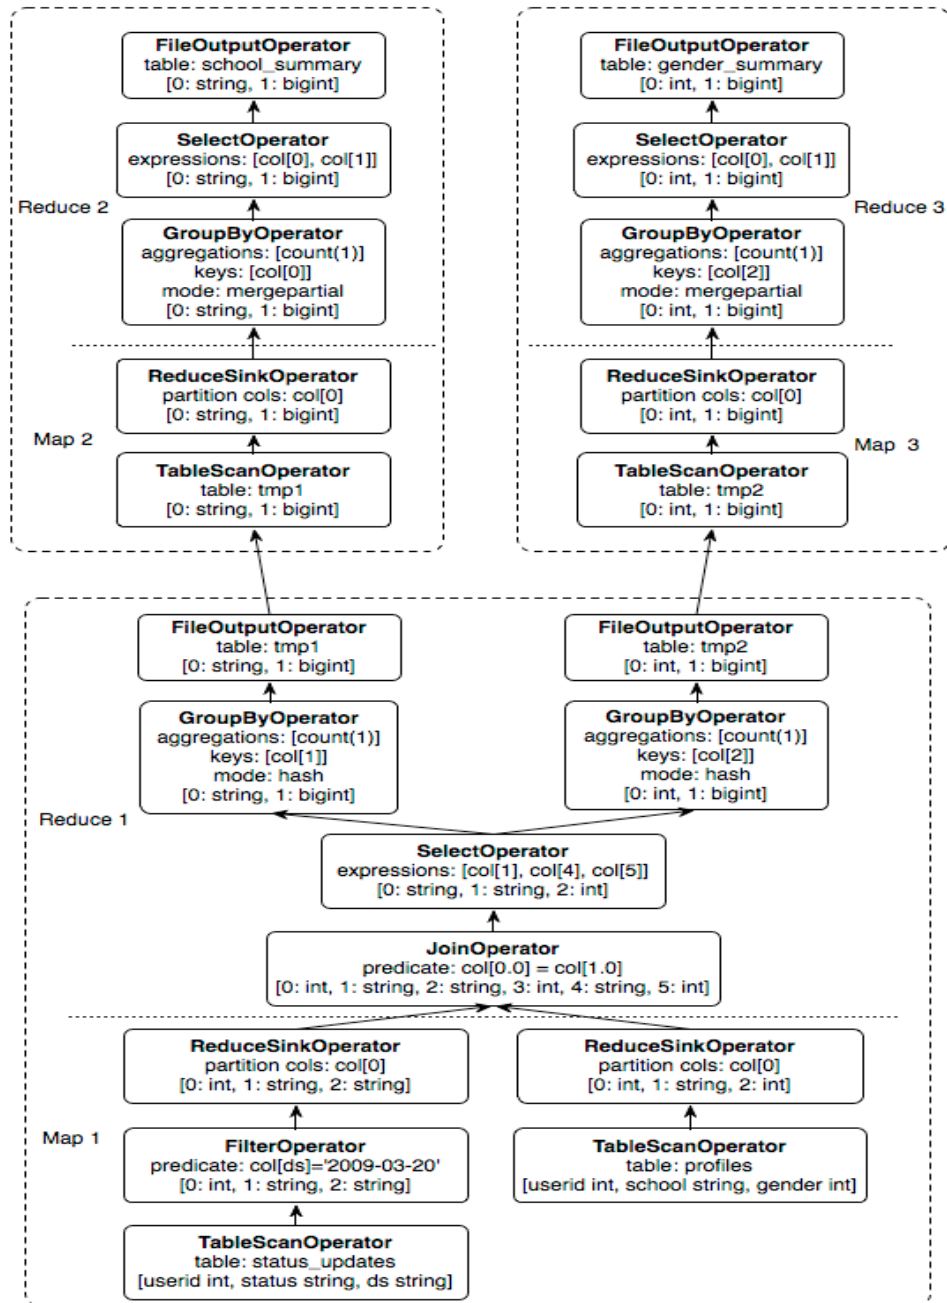 FileOutputOperator
table: school_summary
[0: string, 1: bigint]
SelectOperator
expressions: [col[0], col[1]]
[0: string, 1: bigint]
Reduce 2
GroupByOperator
aggregations: [count(1)]
keys: [col[0]]
mode: mergepartial
[0: string, 1: bigint]
ReduceSinkOperator
partition cols: col[0]
[0: string, 1: bigint]
Map 2
TableScanOperator
table: tmp1
[0: string, 1: bigint]
FileOutputOperator
table: gender_summary
[0: int, 1: bigint]
SelectOperator
expressions: [col[0], col[1]]
[0: int, 1: bigint]
Reduce 3
GroupByOperator
aggregations: [count(1)]
keys: [col[2]]
mode: mergepartial
[0: int, 1: bigint]
ReduceSinkOperator
partition cols: col[0]
[0: int, 1: bigint]
Map 3
TableScanOperator
table: tmp2
[0: int, 1: bigint]
FileOutputOperator
table: tmp1
[0: string, 1: bigint]
FileOutputOperator
table: tmp2
[0: int, 1: bigint]
GroupByOperator
aggregations: [count(1)]
keys: [col[1]]
mode: hash
[0: string, 1: bigint]
GroupByOperator
aggregations: [count(1)]
keys: [col[2]]
mode: hash
[0: int, 1: bigint]
Reduce 1
SelectOperator
expressions: [col[1], col[4], col[5]]
[0: string, 1: string, 2: int]
JoinOperator
predicate: col[0.0] = col[1.0]
[0: int, 1: string, 2: string, 3: int, 4: string, 5: int]
ReduceSinkOperator
partition cols: col[0]
[0: int, 1: string, 2: string]
ReduceSinkOperator
partition cols: col[0]
[0: int, 1: string, 2: int]
Map 1
FilterOperator
predicate: col[ds]='2009-03-20'
[0: int, 1: string, 2: string]
TableScanOperator
table: profiles
[userid int, school string, gender int]
TableScanOperator
table: status_updates
[userid int, status string, ds string]